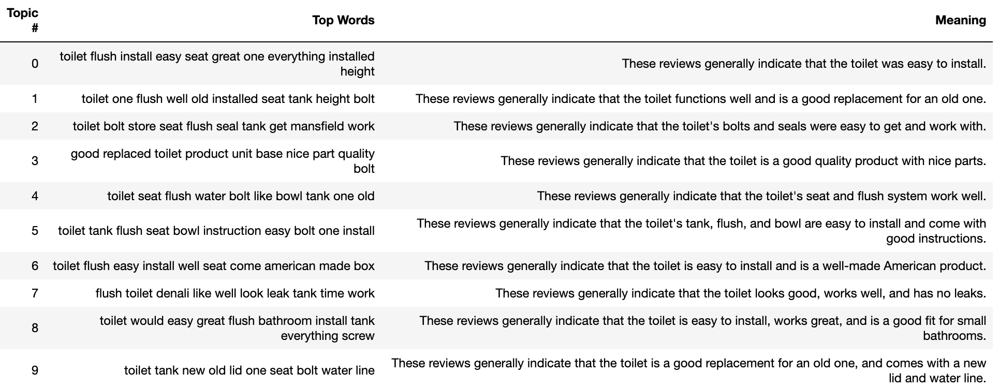 Topic # Top Words Meaning
0 toilet flush install easy seat great one everything installed height These reviews generally indicate that the toilet was easy to install.
1 toilet one flush well old installed seat tank height bolt These reviews generally indicate that the toilet functions well and is a good replacement for an old one.
2 toilet bolt store seat flush seal tank get mansfield work These reviews generally indicate that the toilet's bolts and seals were easy to get and work with.
3 good replaced toilet product unit base nice part quality bolt These reviews generally indicate that the toilet is a good quality product with nice parts.
4 toilet seat flush water bolt like bowl tank one old These reviews generally indicate that the toilet's seat and flush system work well.
5 toilet tank flush seat bowl instruction easy bolt one install These reviews generally indicate that the toilet's tank, flush, and bowl are easy to install and come with good instructions.
6 toilet flush easy install well seat come american made box These reviews generally indicate that the toilet is easy to install and is a well-made American product.
7 flush toilet denali like well look leak tank time work These reviews generally indicate that the toilet looks good, works well, and has no leaks.
8 toilet would easy great flush bathroom install tank everything screw These reviews generally indicate that the toilet is easy to install, works great, and is a good fit for small bathrooms.
9 toilet tank new old lid one seat bolt water line These reviews generally indicate that the toilet is a good replacement for an old one, and comes with a new lid and water line.